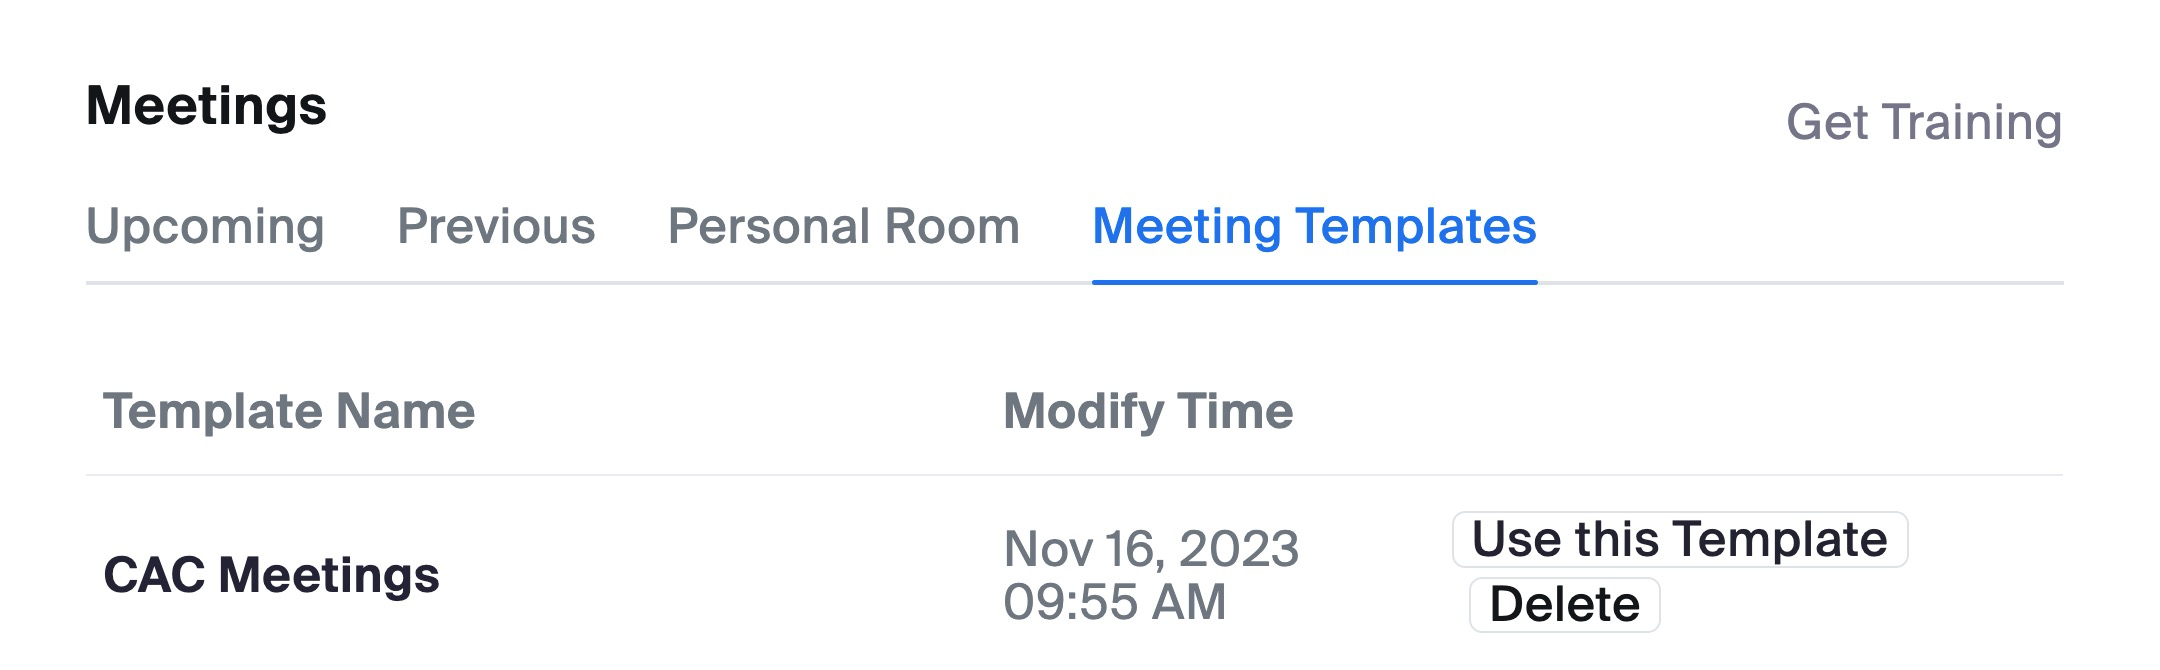 Meetings
Get Training
Upcoming Previous Personal Room Meeting Templates
Template Name Modify Time
CAC Meetings
Nov 16, 2023
09:55 AM
Use this Template
Delete